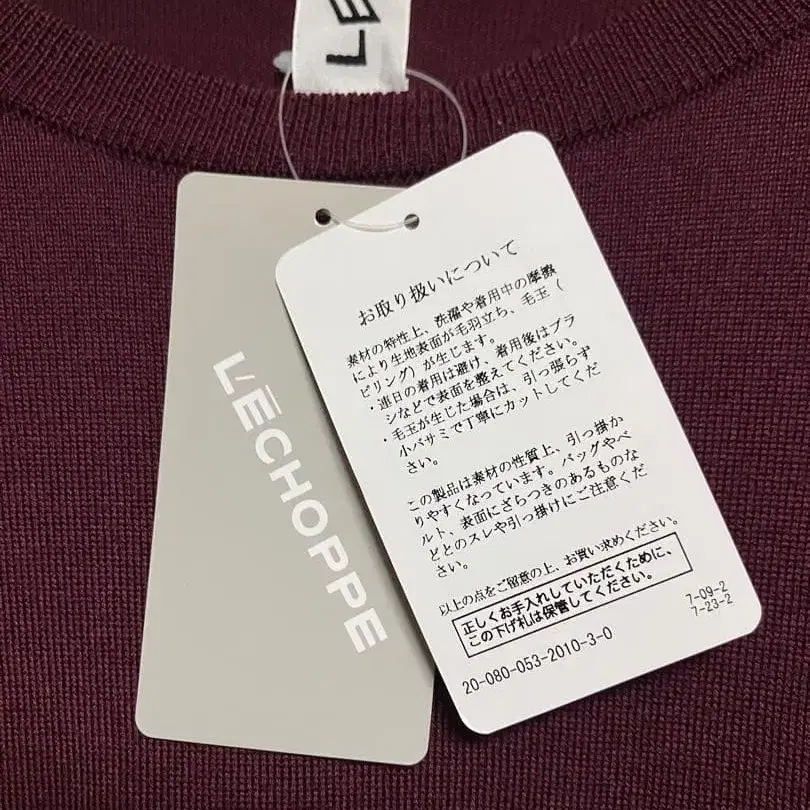 LE
L'ÉCHOPPE
お取り扱いについて
素材の特性上、洗濯や着用中の摩擦
により生地表面が毛羽立ち、毛玉（
ピリング）が生じます。
・連日の着用は避け、着用後はブラ
シなどで表面を整えてください。
・毛玉が生じた場合は、引っ張らず
小バサミで丁寧にカットしてくだ
さい。
この製品は素材の性質上、引っ掛か
りやすくなっています。バッグやベ
ルト、表面にざらつきのあるものな
どとのスレや引っ掛けにご注意くだ
さい。
以上の点をご留意の上、お買い求めください。
正しくお手入れしていただくために、
この下げ札は保管してください。
7-09-2
7-23-2
20-080-053-2010-3-0